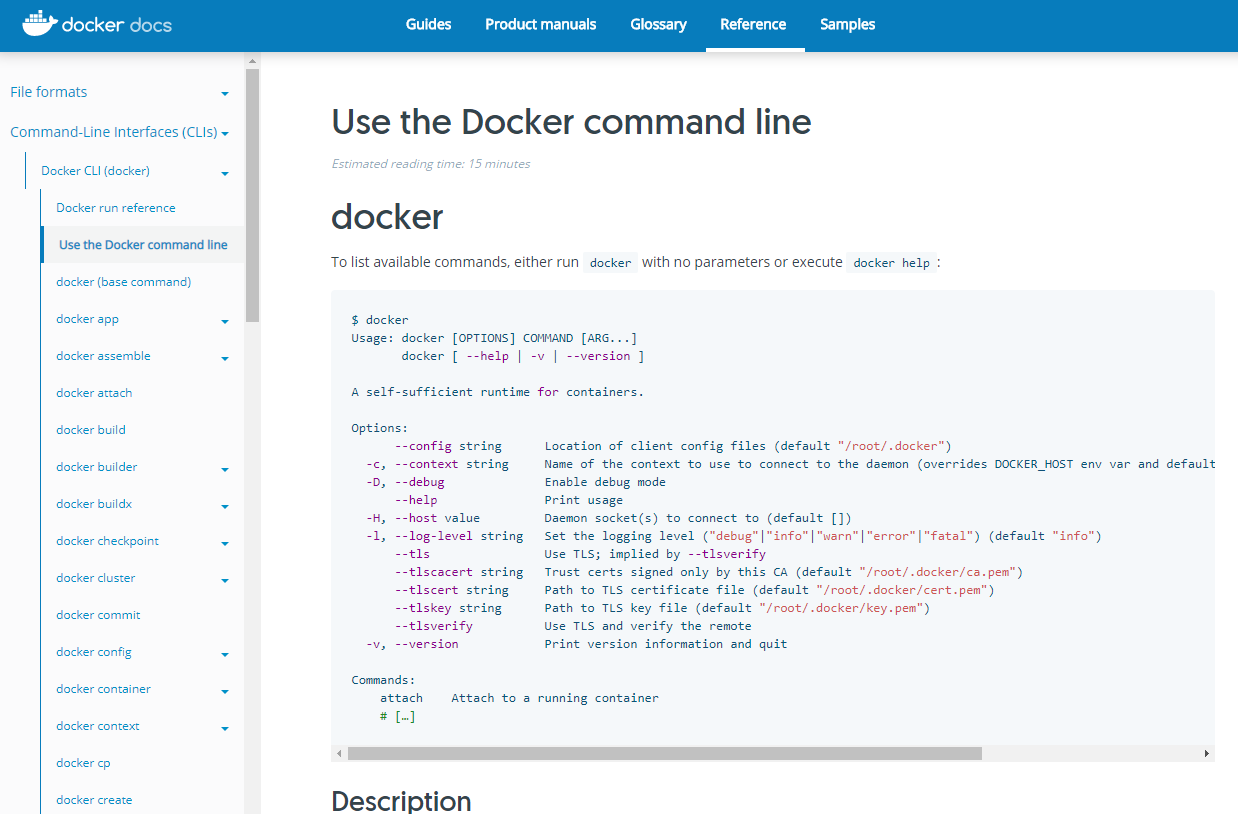 docker docs
Guides Product manuals Glossary Reference Samples
File formats
Command-Line Interfaces (CLIs)
Docker CLI (docker)
Docker run reference
Use the Docker command line
docker (base command)
docker app
docker assemble
docker attach
docker build
docker builder
docker buildx
docker checkpoint
docker cluster
docker commit
docker config
docker container
docker context
docker cp
docker create
Use the Docker command line
Estimated reading time: 15 minutes
docker
To list available commands, either run docker with no parameters or execute docker help :
$ docker
Usage: docker [OPTIONS] COMMAND [ARG...]
       docker [ --help | -v | --version ]
A self-sufficient runtime for containers.
Options:
      --config string      Location of client config files (default "/root/.docker")
  -c, --context string     Name of the context to use to connect to the daemon (overrides DOCKER_HOST env var and default
  -D, --debug              Enable debug mode
      --help               Print usage
  -H, --host value         Daemon socket(s) to connect to (default [])
  -l, --log-level string   Set the logging level ("debug"|"info"|"warn"|"error"|"fatal") (default "info")
      --tls                Use TLS; implied by --tlsverify
      --tlscacert string   Trust certs signed only by this CA (default "/root/.docker/ca.pem")
      --tlscert string     Path to TLS certificate file (default "/root/.docker/cert.pem")
      --tlskey string      Path to TLS key file (default "/root/.docker/key.pem")
      --tlsverify          Use TLS and verify the remote
  -v, --version            Print version information and quit
Commands:
    attach    Attach to a running container
    # […]
Description